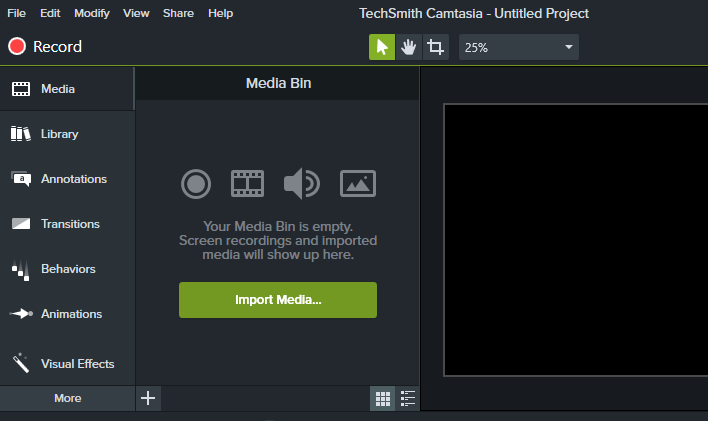 File Edit Modify View Share Help TechSmith Camtasia - Untitled Project
Record 25%
Media Bin
Media
Library
Annotations
Transitions
Behaviors
Animations
Visual Effects
More
a
Your Media Bin is empty.
Screen recordings and imported
media will show up here.
Import Media...